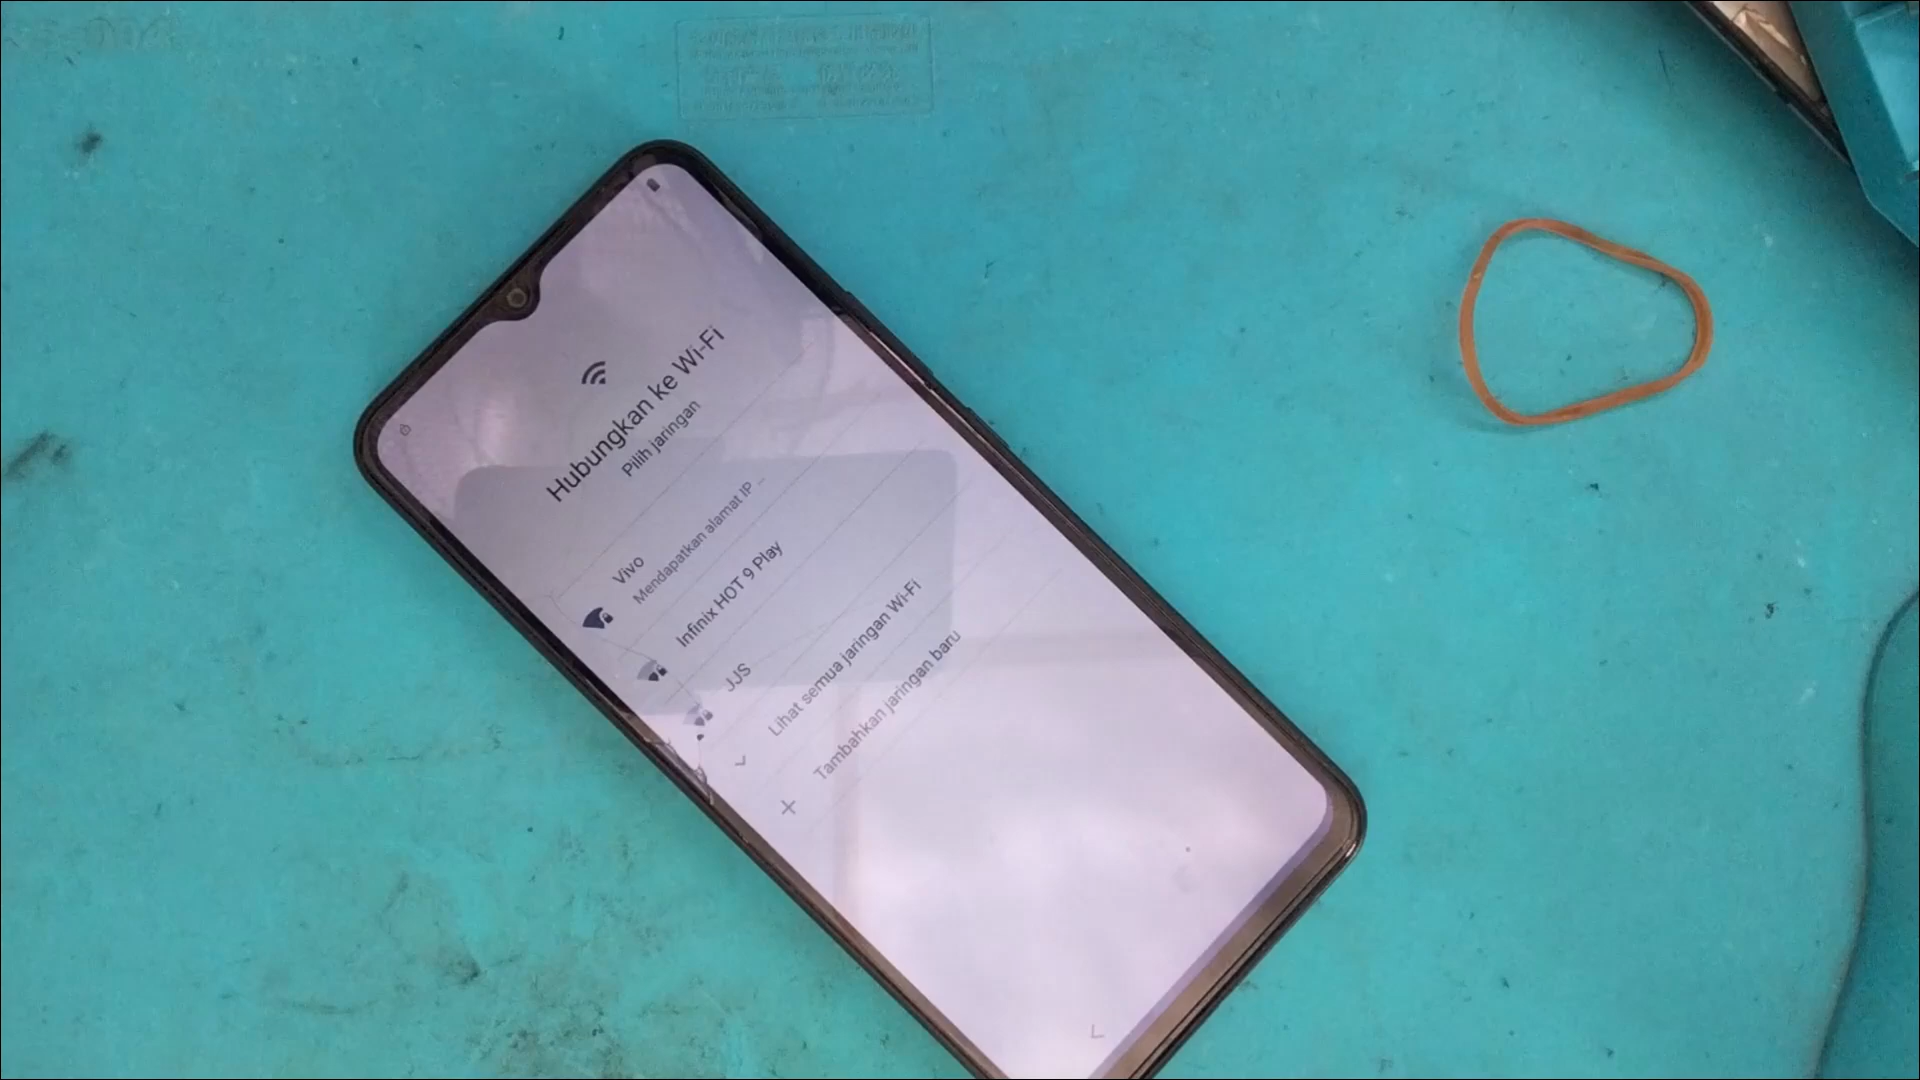 Hubungkan ke Wi-Fi
Pilih jaringan
Vivo
Mendapatkan alamat IP ...
Infinix HOT 9 Play
JJS
Lihat semua jaringan Wi-Fi
Tambahkan jaringan baru